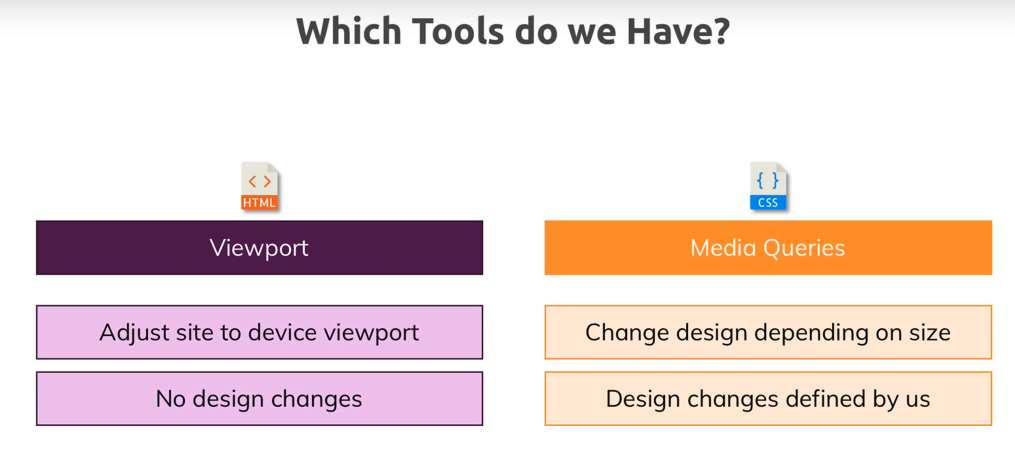 Which Tools do we Have?
< >
HTML
{ }
CSS
Viewport
Media Queries
Adjust site to device viewport
Change design depending on size
No design changes
Design changes defined by us